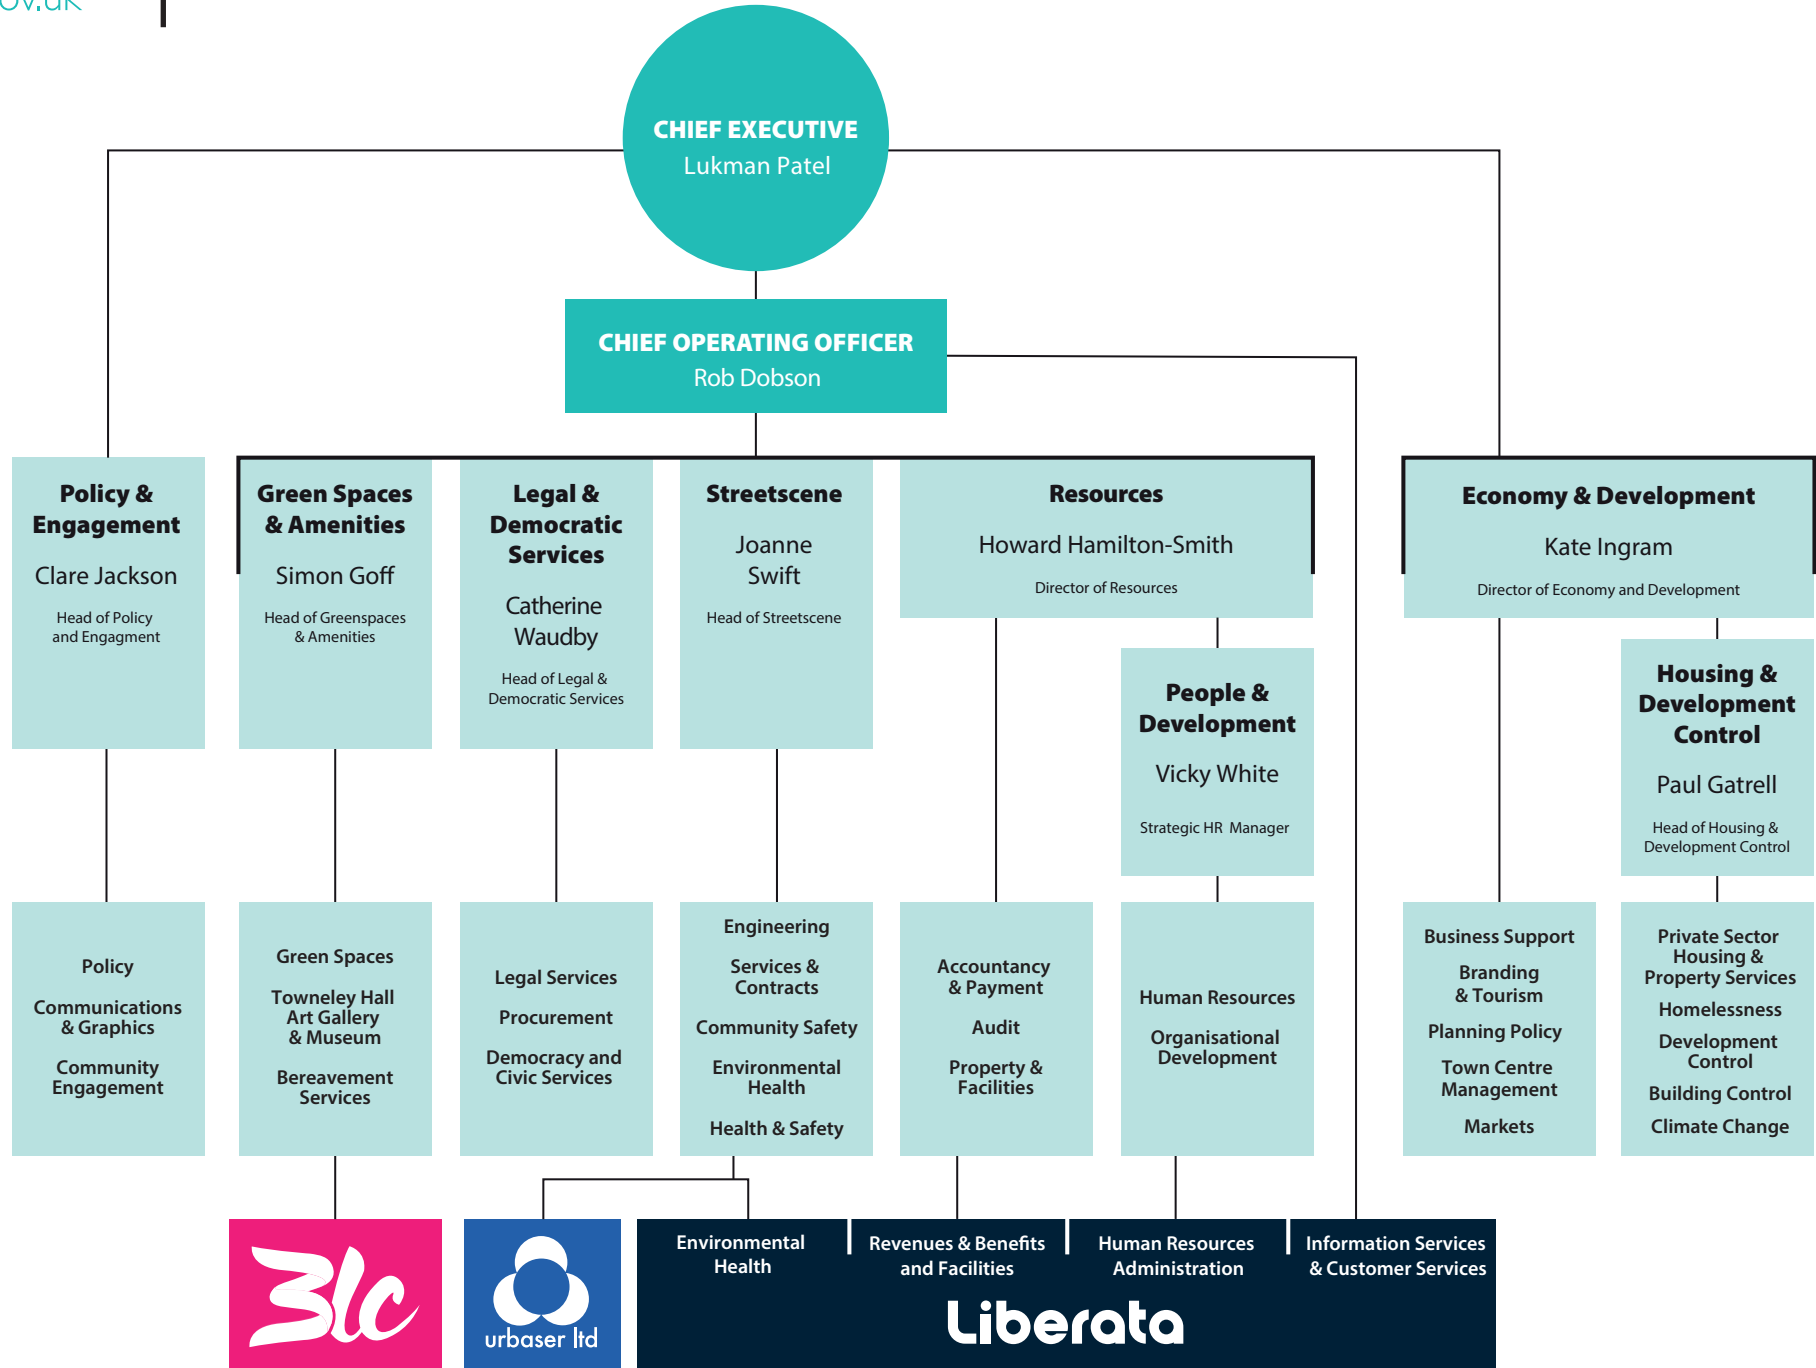 ov.uk
CHIEF EXECUTIVE
Lukman Patel
CHIEF OPERATING OFFICER
Rob Dobson
Policy &
Engagement
Clare Jackson
Head of Policy
and Engagment
Green Spaces
& Amenities
Simon Goff
Head of Greenspaces
& Amenities
Legal &
Democratic
Services
Catherine
Waudby
Head of Legal &
Democratic Services
Streetscene
Joanne
Swift
Head of Streetscene
Resources
Howard Hamilton-Smith
Director of Resources
Economy & Development
Kate Ingram
Director of Economy and Development
People &
Development
Vicky White
Strategic HR Manager
Housing &
Development
Control
Paul Gatrell
Head of Housing &
Development Control
Policy
Communications
& Graphics
Community
Engagement
Green Spaces
Towneley Hall
Art Gallery
& Museum
Bereavement
Services
Legal Services
Procurement
Democracy and
Civic Services
Engineering
Services &
Contracts
Community Safety
Environmental
Health
Health & Safety
Accountancy
& Payment
Audit
Property &
Facilities
Human Resources
Organisational
Development
Business Support
Branding
& Tourism
Planning Policy
Town Centre
Management
Markets
Private Sector
Housing &
Property Services
Homelessness
Development
Control
Building Control
Climate Change
urbaser ltd
Environmental
Health
Revenues & Benefits
and Facilities
Human Resources
Administration
Information Services
& Customer Services
Liberata